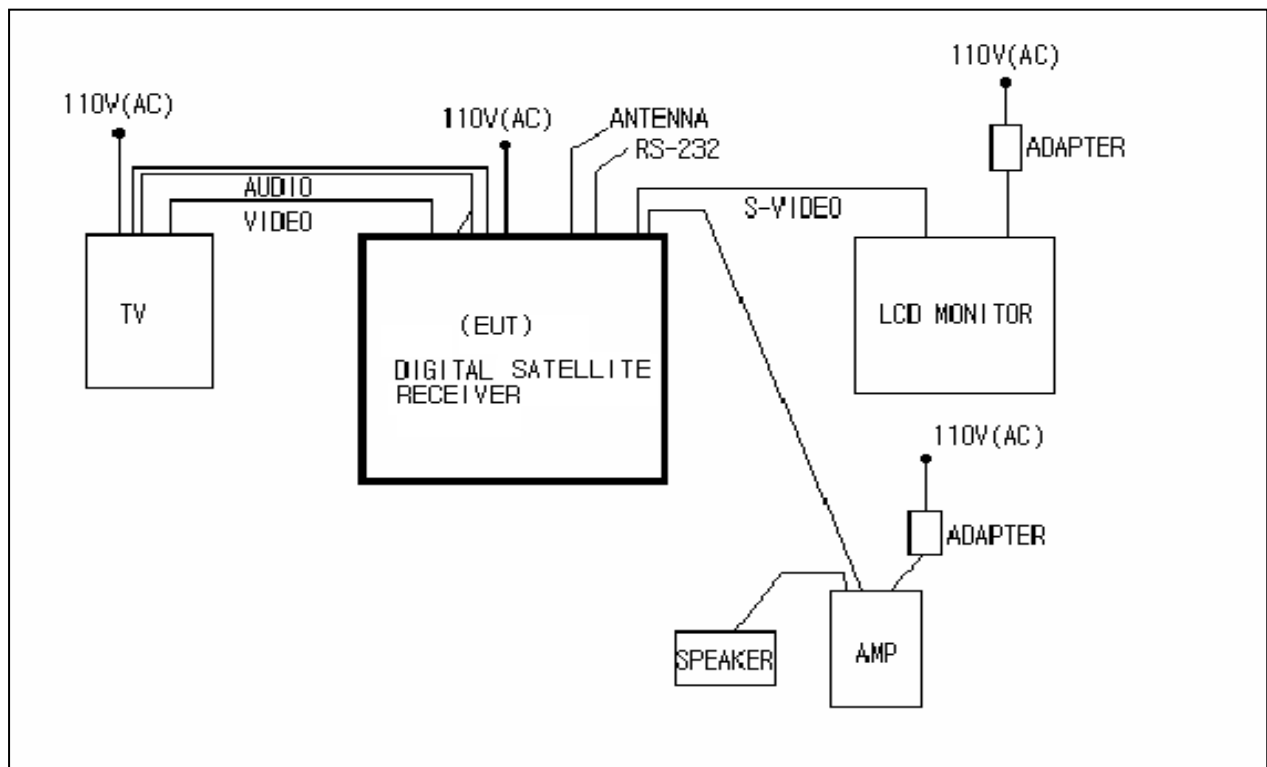 110V(AC)
110V(AC)
110V(AC)
ANTENNA
RS-232
ADAPTER
AUDIO
VIDEO
S-VIDEO
TV
(EUT)
DIGITAL SATELLITE
RECEIVER
LCD MONITOR
110V(AC)
ADAPTER
SPEAKER
AMP